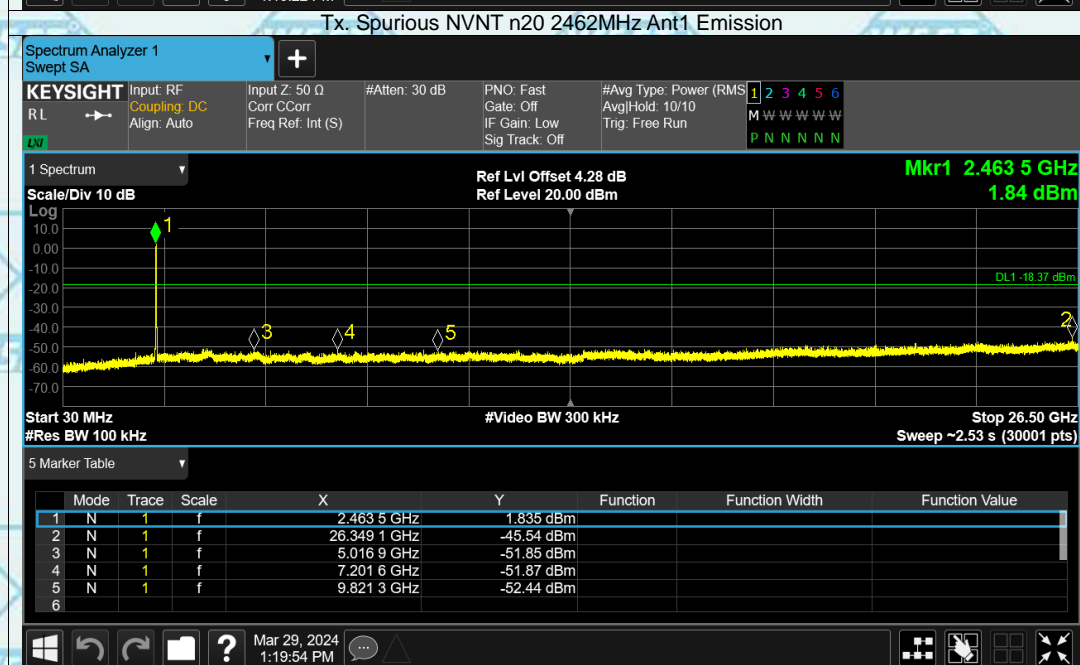 Tx. Spurious NVNT n20 2462MHz Ant1 Emission
Spectrum Analyzer 1
Swept SA
+
KEYSIGHT
RL
LXI
Input: RF
Coupling: DC
Align: Auto
Input Z: 50 Ω
Corr CCorr
Freq Ref: Int (S)
#Atten: 30 dB
PNO: Fast
Gate: Off
IF Gain: Low
Sig Track: Off
#Avg Type: Power (RMS
Avg|Hold: 10/10
Trig: Free Run
1 2 3 4 5 6
M W W W W W
P N N N N N
1 Spectrum
Scale/Div 10 dB
Ref Lvl Offset 4.28 dB
Ref Level 20.00 dBm
Mkr1 2.463 5 GHz
1.84 dBm
Log
10.0
0.00
-10.0
-20.0
-30.0
-40.0
-50.0
-60.0
-70.0
1
DL1 -18.37 dBm
2
3
4
5
Start 30 MHz
#Res BW 100 kHz
#Video BW 300 kHz
Stop 26.50 GHz
Sweep ~2.53 s (30001 pts)
5 Marker Table
Mode Trace Scale X Y Function Function Width Function Value
1 N 1 f 2.463 5 GHz 1.835 dBm
2 N 1 f 26.349 1 GHz -45.54 dBm
3 N 1 f 5.016 9 GHz -51.85 dBm
4 N 1 f 7.201 6 GHz -51.87 dBm
5 N 1 f 9.821 3 GHz -52.44 dBm
6
?
Mar 29, 2024
1:19:54 PM